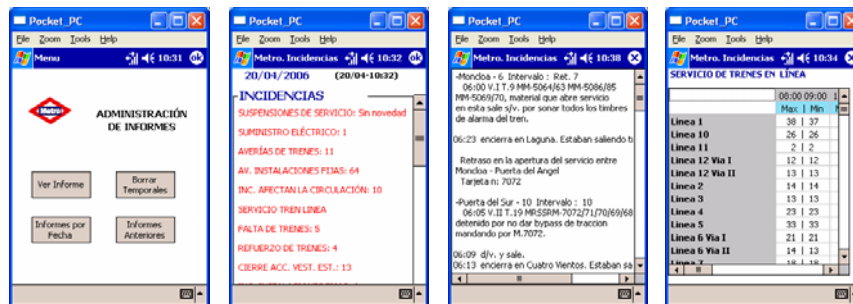 Pocket_PC
File Zoom Tools Help
Menu 10:31 ok
Metro
ADMINISTRACIÓN
DE INFORMES
Ver Informe
Borrar
Temporales
Informes por
Fecha
Informes
Anteriores
Pocket_PC
File Zoom Tools Help
Metro. Incidencias 10:32 ok
20/04/2006 (20/04-10:32)
INCIDENCIAS
SUSPENSIONES DE SERVICIO: Sin novedad
SUMINISTRO ELÉCTRICO: 1
AVERÍAS DE TRENES: 11
AV. INSTALACIONES FIJAS: 64
INC. AFECTAN LA CIRCULACIÓN: 10
SERVICIO TREN LINEA
FALTA DE TRENES: 5
REFUERZO DE TRENES: 4
CIERRE ACC. VEST. EST.: 13
Pocket_PC
File Zoom Tools Help
Metro. Incidencias 10:38
-Moncloa - 6 Intervalo : Ret. 7
06:00 V.I T.9 MM-5064/63 MM-5086/85
MM-5069/70, material que abre servicio
en esta sale s/v. por sonar todos los timbres
de alarma del tren.
06:23 encierra en Laguna. Estaban saliendo
Retraso en la apertura del servicio entre
Moncloa - Puerta del Angel
Tarjeta n: 7072
-Puerta del Sur - 10 Intervalo : 10
06:05 V.II T.19 MRSSRM-7072/71/70/69/68
detenido por no dar bypass de traccion
mandando por M.7072.
06:09 d/v. y sale.
06:13 encierra en Cuatro Vientos. Estaban sa
Pocket_PC
File Zoom Tools Help
Metro. Incidencias 10:34
SERVICIO DE TRENES EN LÍNEA
08:00 09:00 1
Max | Min
Linea 1 38 | 37
Linea 10 26 | 26
Linea 11 2 | 2
Linea 12 Via I 12 | 12
Linea 12 Via II 13 | 13
Linea 2 14 | 14
Linea 3 13 | 13
Linea 4 23 | 23
Linea 5 33 | 33
Linea 6 Via I 21 | 21
Linea 6 Via II 14 | 13
Linea 7 18 | 18